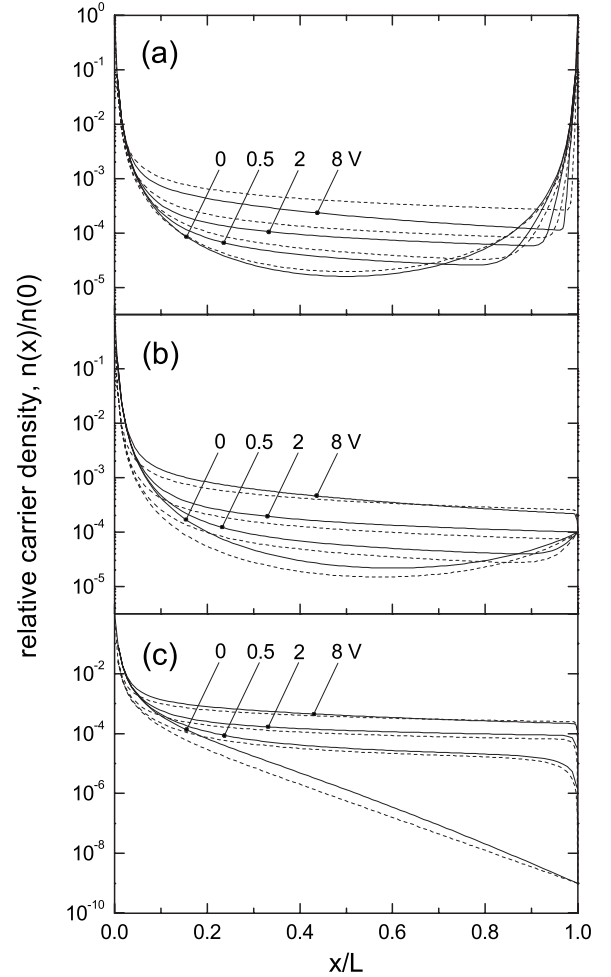 10^0
(a)
10^-1
10^-2
10^-3
0 0.5 2 8 V
10^-4
10^-5
(b)
10^-1
10^-2
10^-3
0 0.5 2 8 V
10^-4
10^-5
(c)
0 0.5 2 8 V
10^-2
10^-4
10^-6
10^-8
10^-10
0.0 0.2 0.4 0.6 0.8 1.0
x/L
relative carrier density, n(x)/n(0)